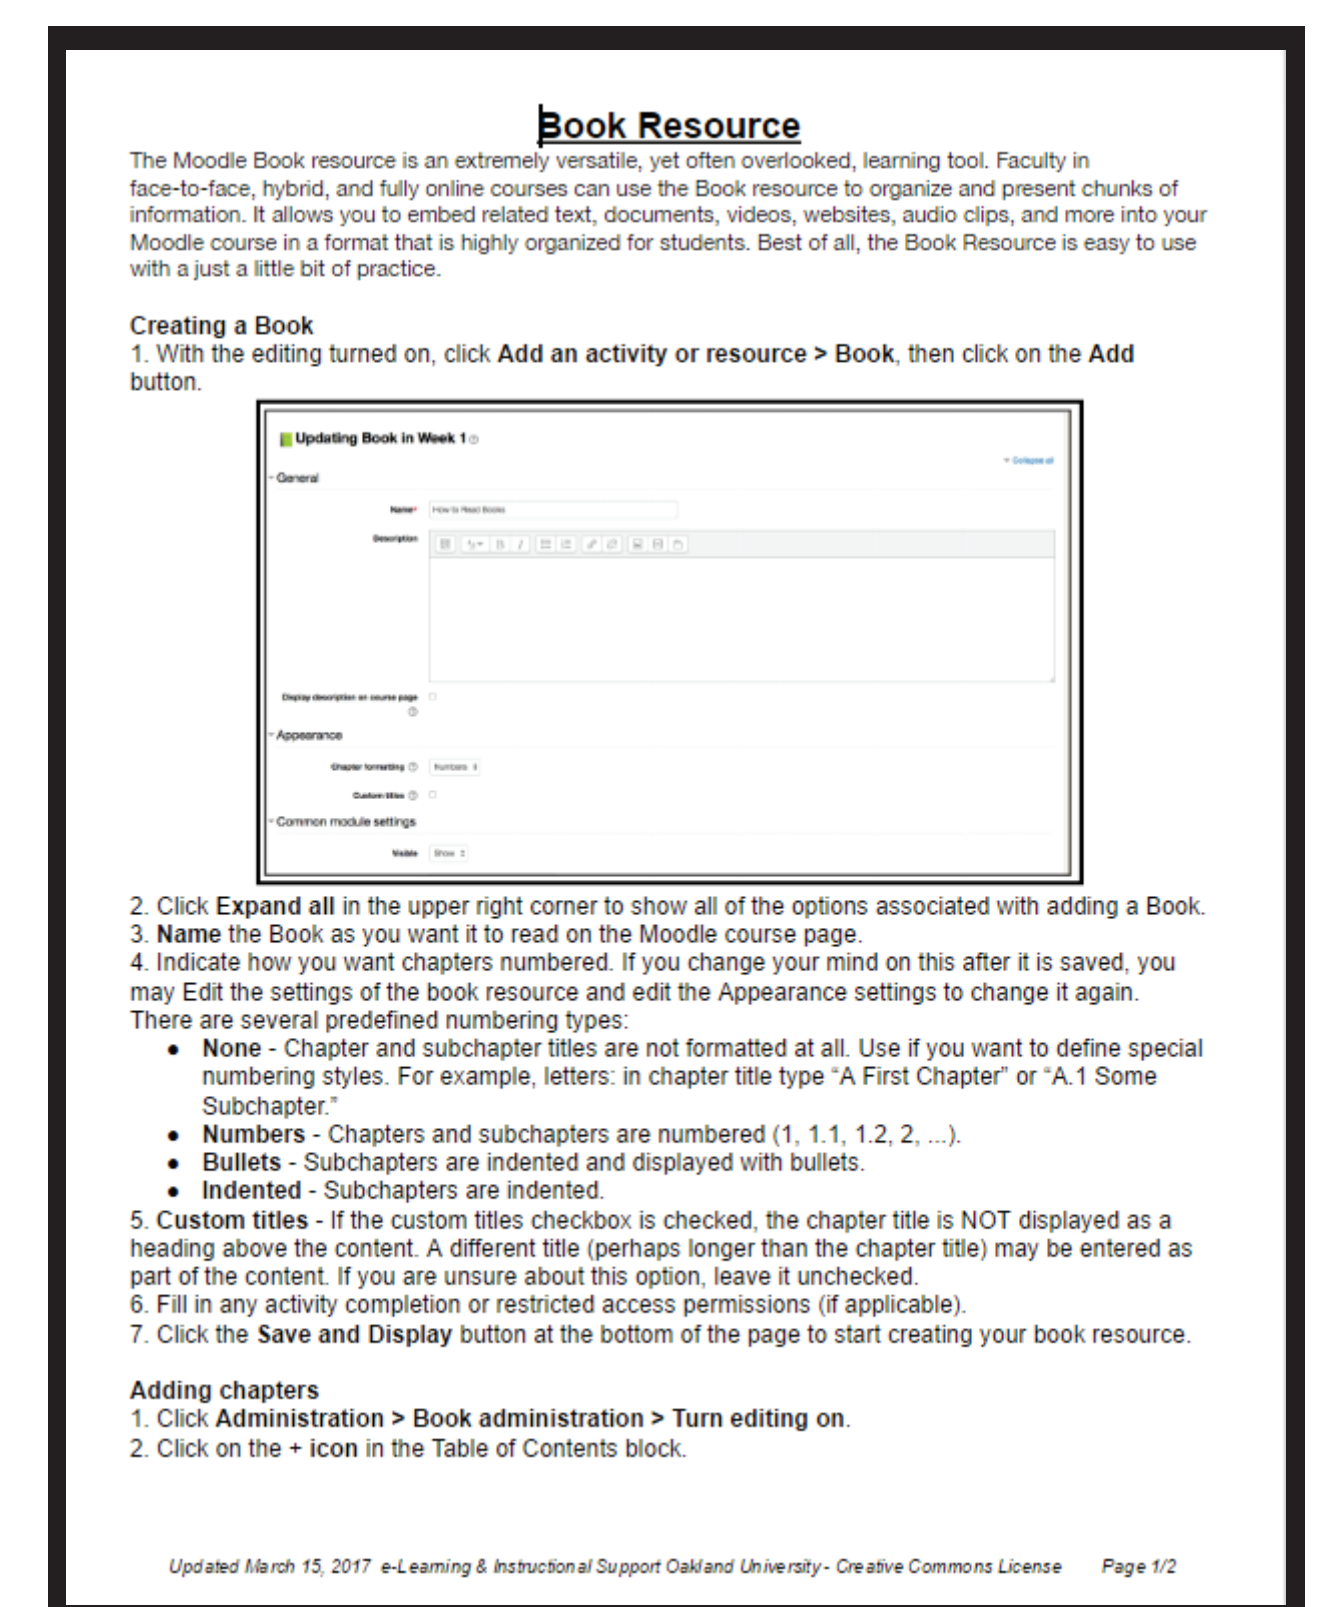 Book Resource
The Moodle Book resource is an extremely versatile, yet often overlooked, learning tool. Faculty in
face-to-face, hybrid, and fully online courses can use the Book resource to organize and present chunks of
information. It allows you to embed related text, documents, videos, websites, audio clips, and more into your
Moodle course in a format that is highly organized for students. Best of all, the Book Resource is easy to use
with a just a little bit of practice.
Creating a Book
1. With the editing turned on, click Add an activity or resource > Book, then click on the Add
button.
Updating Book in Week 1
Collapse all
General
Name*
How to Read Books
Description
Display description on course page
Appearance
Chapter formatting
Numbers
Custom titles
Common module settings
Visible
Show
2. Click Expand all in the upper right corner to show all of the options associated with adding a Book.
3. Name the Book as you want it to read on the Moodle course page.
4. Indicate how you want chapters numbered. If you change your mind on this after it is saved, you
may Edit the settings of the book resource and edit the Appearance settings to change it again.
There are several predefined numbering types:
● None - Chapter and subchapter titles are not formatted at all. Use if you want to define special
numbering styles. For example, letters: in chapter title type “A First Chapter” or “A.1 Some
Subchapter.”
● Numbers - Chapters and subchapters are numbered (1, 1.1, 1.2, 2, ...).
● Bullets - Subchapters are indented and displayed with bullets.
● Indented - Subchapters are indented.
5. Custom titles - If the custom titles checkbox is checked, the chapter title is NOT displayed as a
heading above the content. A different title (perhaps longer than the chapter title) may be entered as
part of the content. If you are unsure about this option, leave it unchecked.
6. Fill in any activity completion or restricted access permissions (if applicable).
7. Click the Save and Display button at the bottom of the page to start creating your book resource.
Adding chapters
1. Click Administration > Book administration > Turn editing on.
2. Click on the + icon in the Table of Contents block.
Updated March 15, 2017 e-Learning & Instructional Support Oakland University - Creative Commons License Page 1/2